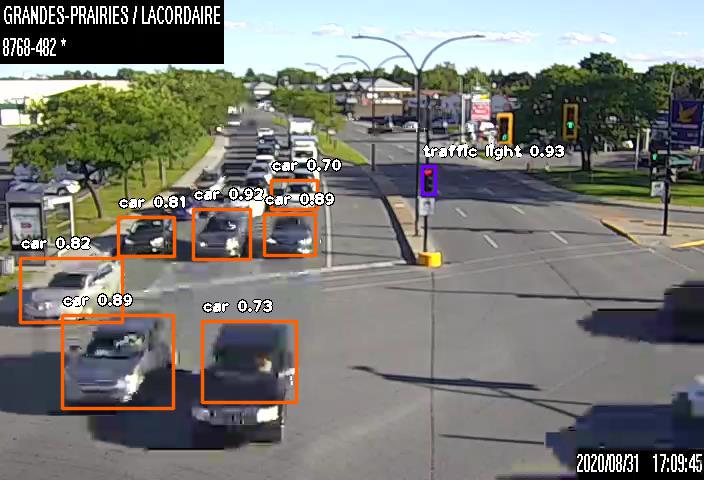 GRANDES-PRAIRIES / LACORDAIRE
8768-482 *
traffic light 0.93
car 0.70
car 0.92
car 0.89
car 0.81
car 0.82
car 0.89
car 0.73
2020/08/31 17:09:45